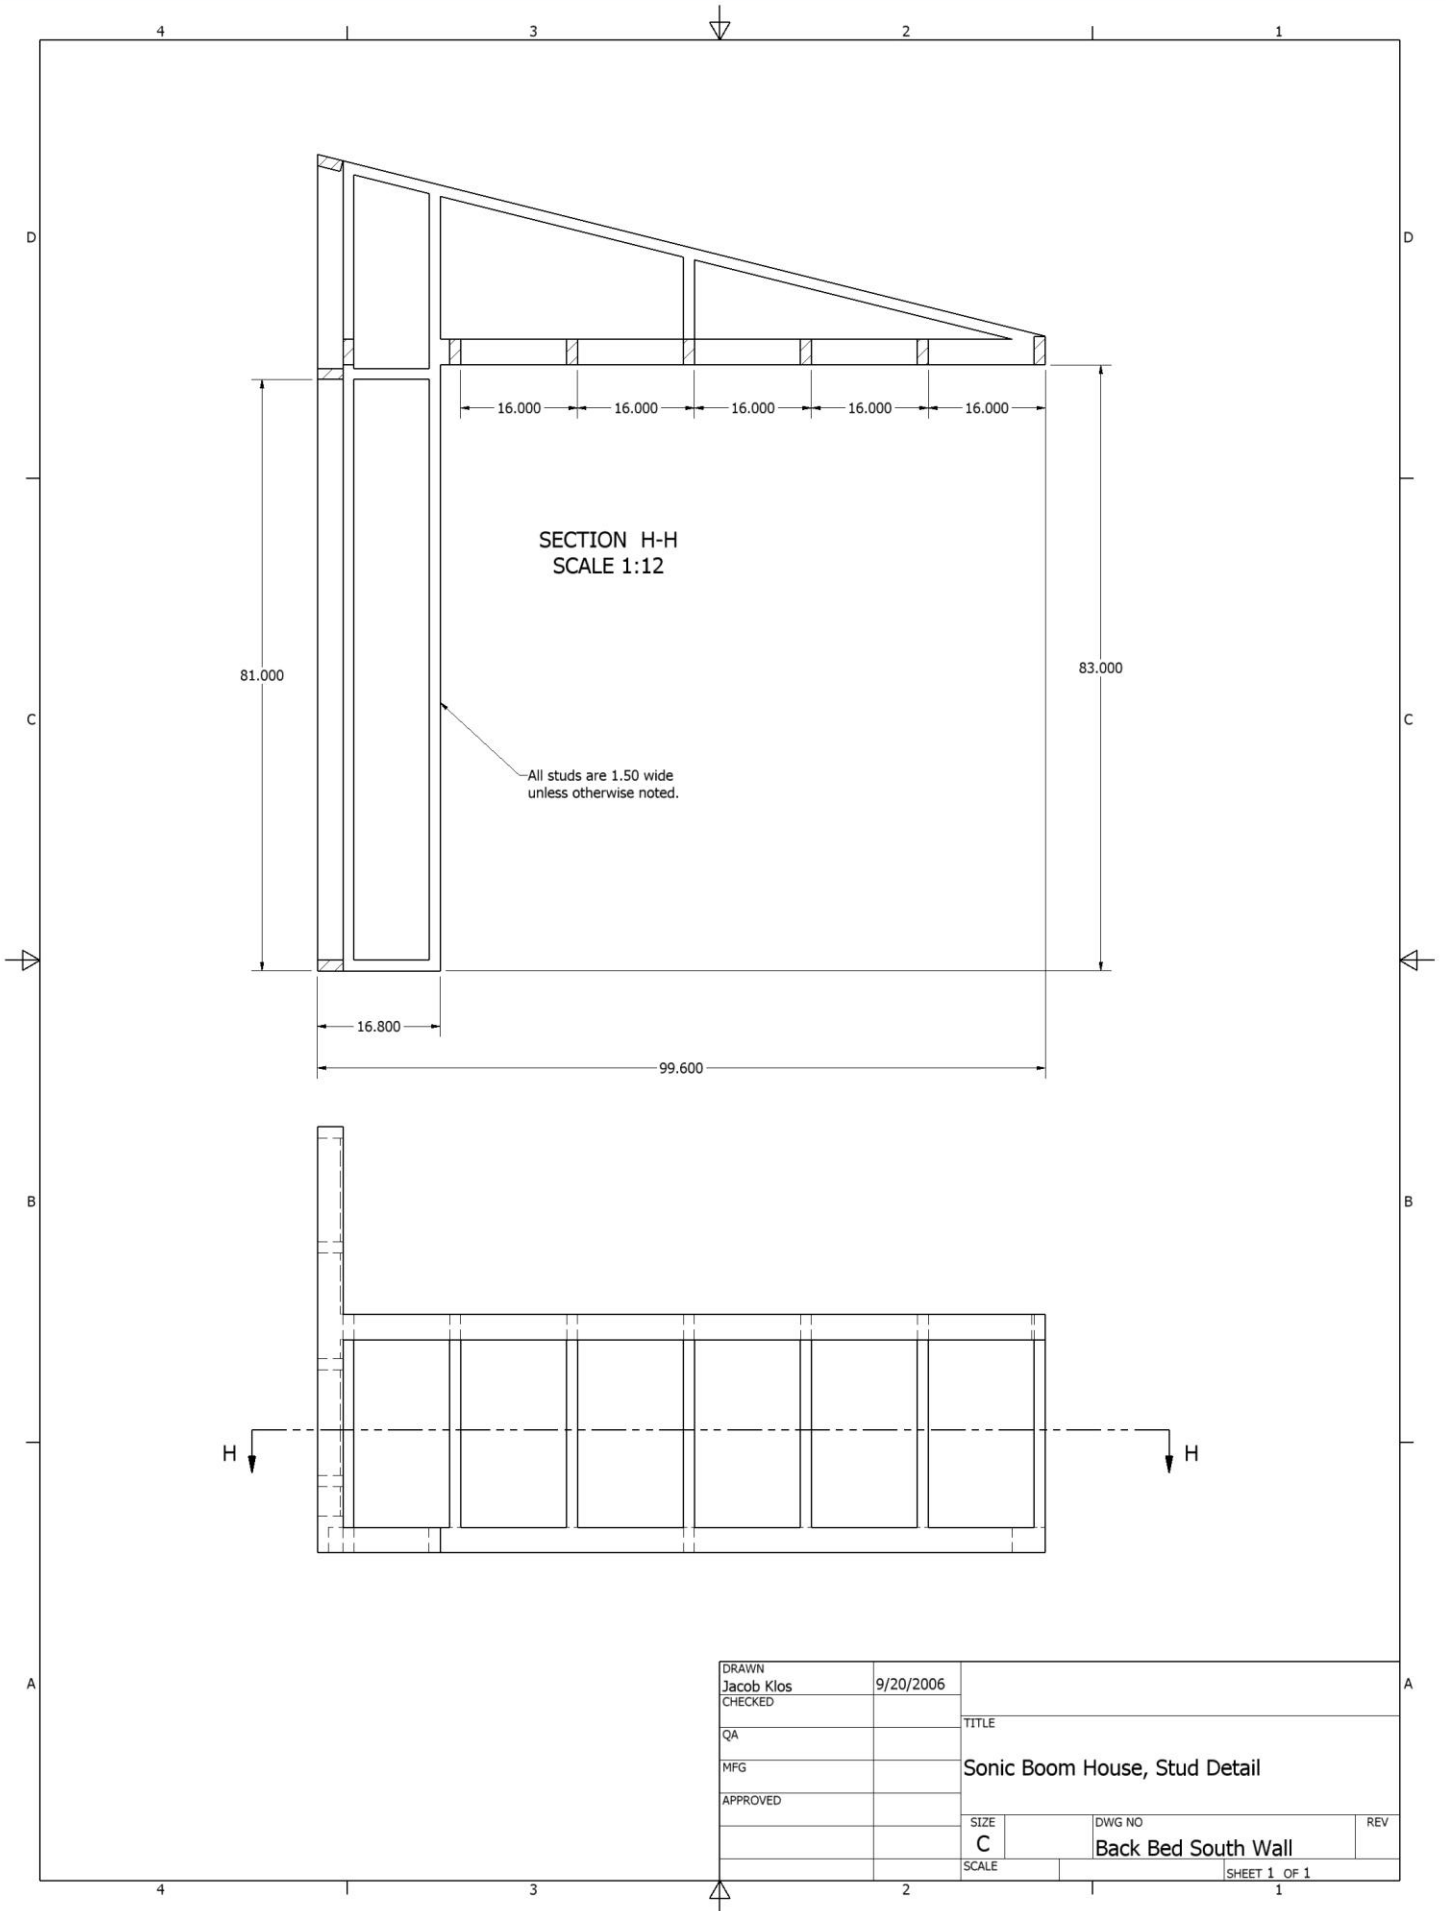 4 3 2 1
D D
16.000 16.000 16.000 16.000 16.000
SECTION H-H
SCALE 1:12
81.000 83.000
C C
All studs are 1.50 wide
unless otherwise noted.
16.800
99.600
B B
H H
A A
DRAWN
Jacob Klos 9/20/2006
CHECKED
QA
MFG
APPROVED
TITLE
Sonic Boom House, Stud Detail
SIZE
C
DWG NO
Back Bed South Wall
REV
SCALE
SHEET 1 OF 1
4 3 2 1